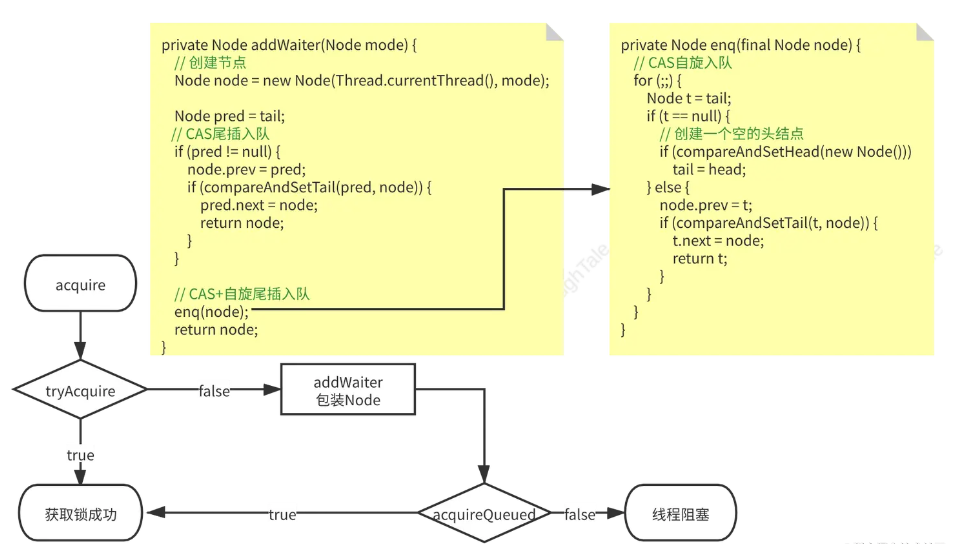 private Node addWaiter(Node mode) {
// 创建节点
Node node = new Node(Thread.currentThread(), mode);
Node pred = tail;
// CAS尾插入队
if (pred != null) {
node.prev = pred;
if (compareAndSetTail(pred, node)) {
pred.next = node;
return node;
}
}
// CAS+自旋尾插入队
enq(node);
return node;
}
private Node enq(final Node node) {
// CAS自旋入队
for (;;) {
Node t = tail;
if (t == null) {
// 创建一个空的头结点
if (compareAndSetHead(new Node()))
tail = head;
} else {
node.prev = t;
if (compareAndSetTail(t, node)) {
t.next = node;
return t;
}
}
}
}
acquire
tryAcquire
false
addWaiter
包装Node
true
获取锁成功
true
acquireQueued
false
线程阻塞